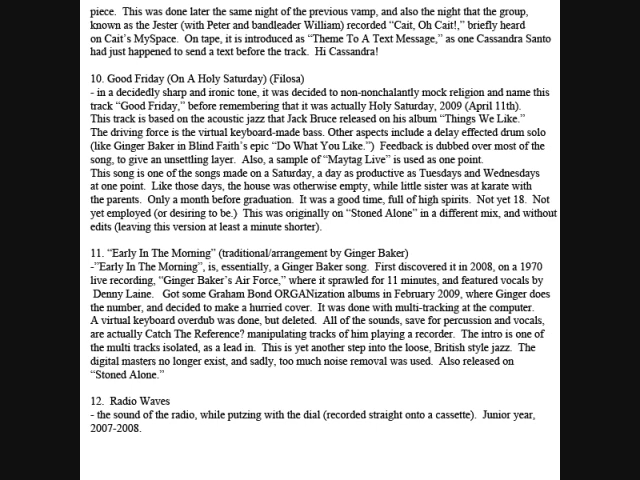 piece.  This was done later the same night of the previous vamp, and also the night that the group,
known as the Jester (with Peter and bandleader William) recorded “Cait, Oh Cait!,” briefly heard
on Cait’s MySpace.  On tape, it is introduced as “Theme To A Text Message,” as one Cassandra Santo
had just happened to send a text before the track.  Hi Cassandra!
10. Good Friday (On A Holy Saturday) (Filosa)
- in a decidedly sharp and ironic tone, it was decided to non-nonchalantly mock religion and name this
track “Good Friday,” before remembering that it was actually Holy Saturday, 2009 (April 11th).
This track is based on the acoustic jazz that Jack Bruce released on his album “Things We Like.”
The driving force is the virtual keyboard-made bass. Other aspects include a delay effected drum solo
(like Ginger Baker in Blind Faith’s epic “Do What You Like.”)  Feedback is dubbed over most of the
song, to give an unsettling layer.  Also, a sample of “Maytag Live” is used as one point.
This song is one of the songs made on a Saturday, a day as productive as Tuesdays and Wednesdays
at one point.  Like those days, the house was otherwise empty, while little sister was at karate with
the parents.  Only a month before graduation.  It was a good time, full of high spirits.  Not yet 18.  Not
yet employed (or desiring to be.)  This was originally on “Stoned Alone” in a different mix, and without
edits (leaving this version at least a minute shorter).
11. “Early In The Morning” (traditional/arrangement by Ginger Baker)
-”Early In The Morning”, is, essentially, a Ginger Baker song.  First discovered it in 2008, on a 1970
live recording, “Ginger Baker’s Air Force,” where it sprawled for 11 minutes, and featured vocals by
Denny Laine.  Got some Graham Bond ORGANization albums in February 2009, where Ginger does
the number, and decided to make a hurried cover.  It was done with multi-tracking at the computer.
A virtual keyboard overdub was done, but deleted.  All of the sounds, save for percussion and vocals,
are actually Catch The Reference? manipulating tracks of him playing a recorder.  The intro is one of
the multi tracks isolated, as a lead in.  This is yet another step into the loose, British style jazz.  The
digital masters no longer exist, and sadly, too much noise removal was used.  Also released on
“Stoned Alone.”
12.  Radio Waves
- the sound of the radio, while putzing with the dial (recorded straight onto a cassette).  Junior year,
2007-2008.